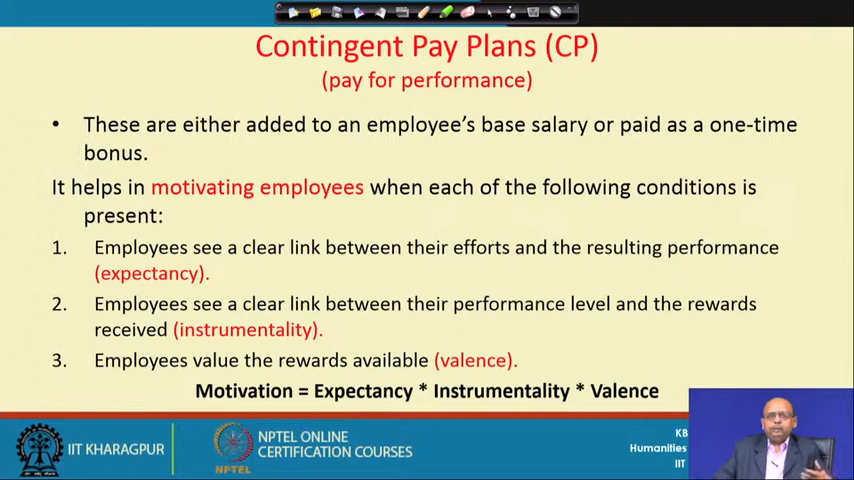 Contingent Pay Plans (CP)
(pay for performance)
• These are either added to an employee's base salary or paid as a one-time
bonus.
It helps in motivating employees when each of the following conditions is
present:
1. Employees see a clear link between their efforts and the resulting performance
(expectancy).
2. Employees see a clear link between their performance level and the rewards
received (instrumentality).
3. Employees value the rewards available (valence).
Motivation = Expectancy * Instrumentality * Valence
IIT KHARAGPUR
NPTEL
NPTEL ONLINE
CERTIFICATION COURSES
KB
Humanities
IIT